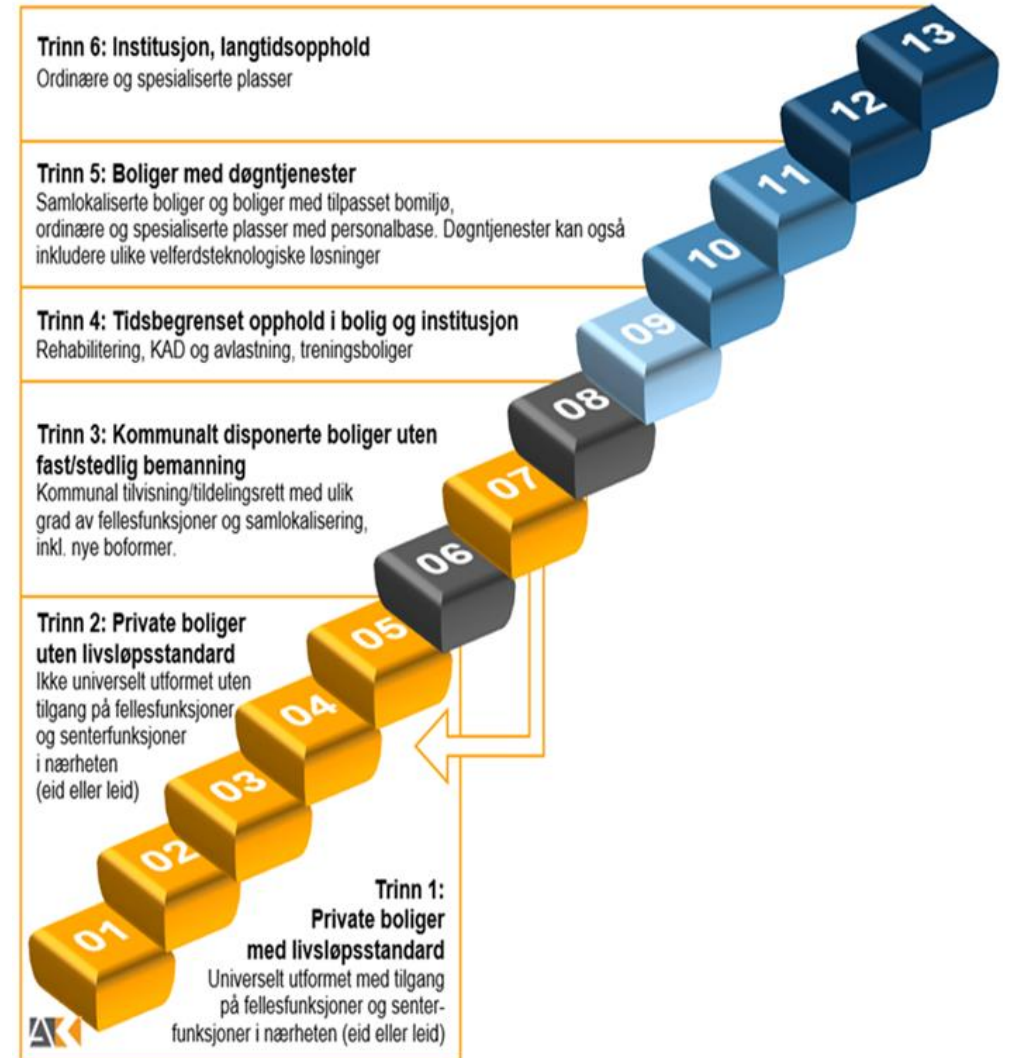 Trinn 6: Institusjon, langtidsopphold
Ordinære og spesialiserte plasser
Trinn 5: Boliger med døgntjenester
Samlokaliserte boliger og boliger med tilpasset bomiljø,
ordinære og spesialiserte plasser med personalbase. Døgntjenester kan også
inkludere ulike velferdsteknologiske løsninger
Trinn 4: Tidsbegrenset opphold i bolig og institusjon
Rehabilitering, KAD og avlastning, treningsboliger
Trinn 3: Kommunalt disponerte boliger uten
fast/stedlig bemanning
Kommunal tilvisning/tildelingsrett med ulik
grad av fellesfunksjoner og samlokalisering,
inkl. nye boformer.
Trinn 2: Private boliger
uten livsløpsstandard
Ikke universelt utformet uten
tilgang på fellesfunksjoner
og senterfunksjoner
i nærheten
(eid eller leid)
Trinn 1:
Private boliger
med livsløpsstandard
Universelt utformet med tilgang
på fellesfunksjoner og senter-
funksjoner i nærheten (eid eller leid)
13
12
11
10
09
08
07
06
05
04
03
02
01
AK